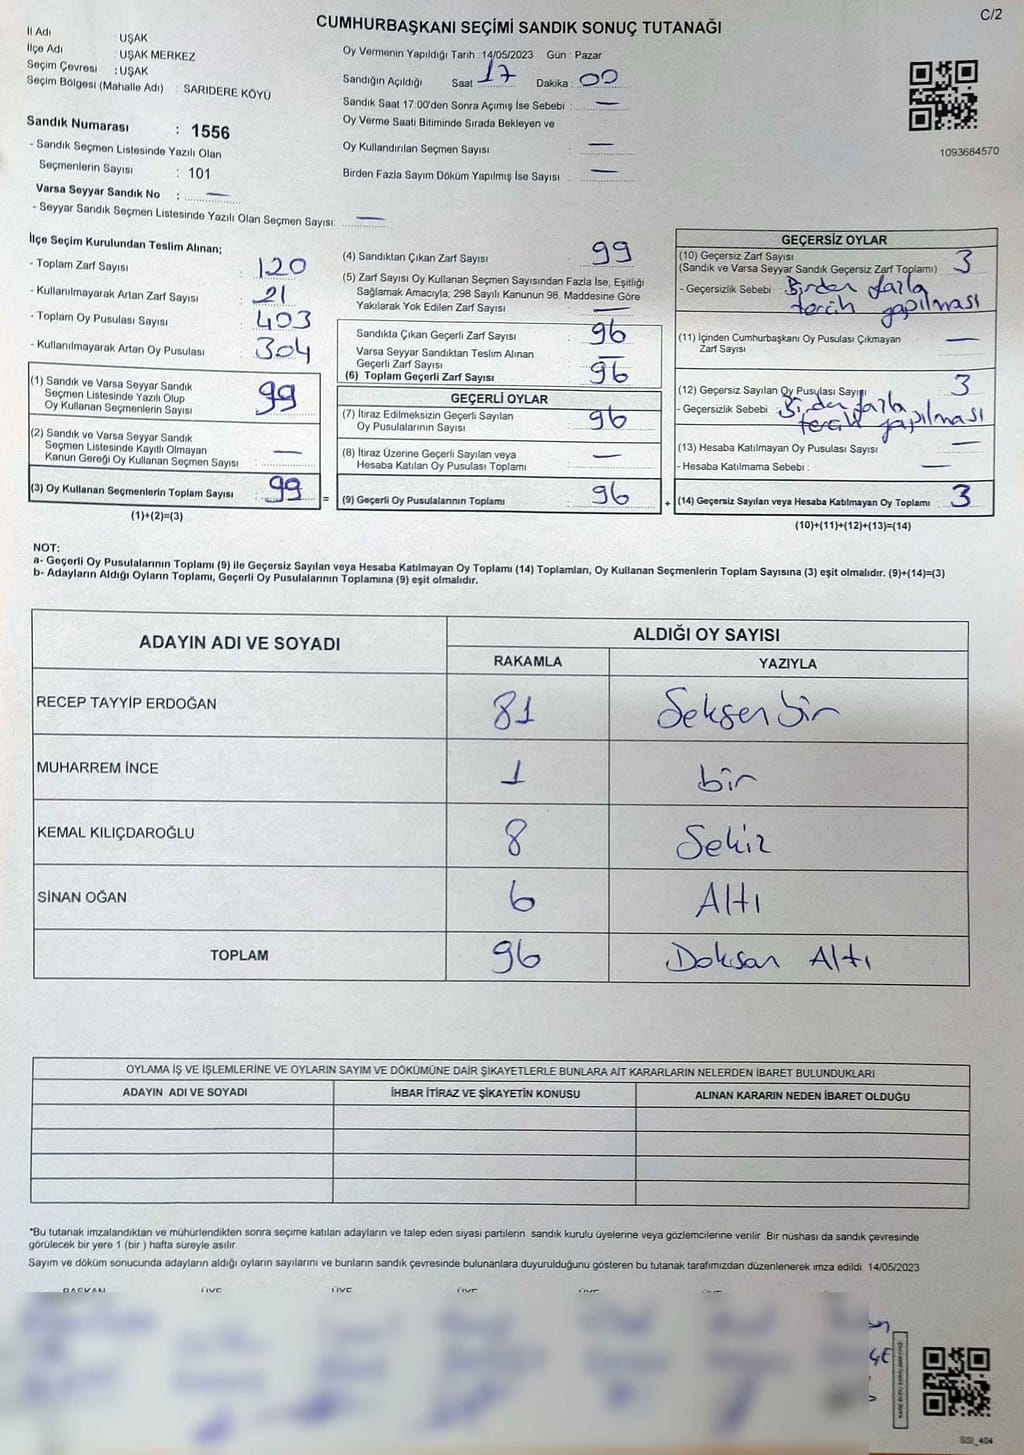 C/2
CUMHURBAŞKANI SEÇİMİ SANDIK SONUÇ TUTANAĞI
İl Adı : UŞAK
İlçe Adı : UŞAK MERKEZ
Seçim Çevresi : UŞAK
Seçim Bölgesi (Mahalle Adı) : SARIDERE KÖYÜ
Sandık Numarası : 1556
- Sandık Seçmen Listesinde Yazılı Olan
Seçmenlerin Sayısı : 101
Varsa Seyyar Sandık No : —
- Seyyar Sandık Seçmen Listesinde Yazılı Olan Seçmen Sayısı: —
Oy Vermenin Yapıldığı Tarih : 14/05/2023 Gün : Pazar
Sandığın Açıldığı Saat 17 Dakika : 00
Sandık Saat 17:00'den Sonra Açımış İse Sebebi : —
Oy Verme Saati Bitiminde Sırada Bekleyen ve
Oy Kullandırılan Seçmen Sayısı : —
Birden Fazla Sayım Döküm Yapılmış İse Sayısı : —
1093684570
İlçe Seçim Kurulundan Teslim Alınan;
- Toplam Zarf Sayısı : 120
- Kullanılmayarak Artan Zarf Sayısı : 21
- Toplam Oy Pusulası Sayısı : 403
- Kullanılmayarak Artan Oy Pusulası : 304
(1) Sandık ve Varsa Seyyar Sandık
Seçmen Listesinde Yazılı Olup
Oy Kullanan Seçmenlerin Sayısı : 99
(2) Sandık ve Varsa Seyyar Sandık
Seçmen Listesinde Kayıtlı Olmayan
Kanun Gereği Oy Kullanan Seçmen Sayısı : —
(3) Oy Kullanan Seçmenlerin Toplam Sayısı : 99
(1)+(2)=(3)
(4) Sandıktan Çıkan Zarf Sayısı : 99
(5) Zarf Sayısı Oy Kullanan Seçmen Sayısından Fazla İse, Eşitliği
Sağlamak Amacıyla; 298 Sayılı Kanunun 98. Maddesine Göre
Yakılarak Yok Edilen Zarf Sayısı : —
Sandıkta Çıkan Geçerli Zarf Sayısı : 96
Varsa Seyyar Sandıktan Teslim Alınan
Geçerli Zarf Sayısı : —
(6) Toplam Geçerli Zarf Sayısı : 96
GEÇERLİ OYLAR
(7) İtiraz Edilmeksizin Geçerli Sayılan
Oy Pusulalarının Sayısı : 96
(8) İtiraz Üzerine Geçerli Sayılan veya
Hesaba Katılan Oy Pusulası Toplamı : —
= (9) Geçerli Oy Pusulalarının Toplamı : 96
GEÇERSİZ OYLAR
(10) Geçersiz Zarf Sayısı
(Sandık ve Varsa Seyyar Sandık Geçersiz Zarf Toplamı) : 3
- Geçersizlik Sebebi : Birden fazla
tercih yapılması
(11) İçinden Cumhurbaşkanı Oy Pusulası Çıkmayan
Zarf Sayısı : —
(12) Geçersiz Sayılan Oy Pusulası Sayısı : 3
- Geçersizlik Sebebi : Birden fazla
tercih yapılması
(13) Hesaba Katılmayan Oy Pusulası Sayısı : —
- Hesaba Katılmama Sebebi : —
+ (14) Geçersiz Sayılan veya Hesaba Katılmayan Oy Toplamı : 3
(10)+(11)+(12)+(13)=(14)
NOT:
a- Geçerli Oy Pusulalarının Toplamı (9) ile Geçersiz Sayılan veya Hesaba Katılmayan Oy Toplamı (14) Toplamları, Oy Kullanan Seçmenlerin Toplam Sayısına (3) eşit olmalıdır. (9)+(14)=(3)
b- Adayların Aldığı Oyların Toplamı, Geçerli Oy Pusulalarının Toplamına (9) eşit olmalıdır.
ADAYIN ADI VE SOYADI
ALDIĞI OY SAYISI
RAKAMLA YAZIYLA
RECEP TAYYİP ERDOĞAN 81 Seksen bir
MUHARREM İNCE 1 bir
KEMAL KILIÇDAROĞLU 8 Sekiz
SİNAN OĞAN 6 Altı
TOPLAM 96 Doksan Altı
OYLAMA İŞ VE İŞLEMLERİNE VE OYLARIN SAYIM VE DÖKÜMÜNE DAİR ŞİKAYETLERLE BUNLARA AİT KARARLARIN NELERDEN İBARET BULUNDUKLARI
ADAYIN ADI VE SOYADI İHBAR İTİRAZ VE ŞİKAYETİN KONUSU ALINAN KARARIN NEDEN İBARET OLDUĞU
*Bu tutanak imzalandıktan ve mühürlendikten sonra seçime katılan adayların ve talep eden siyasi partilerin sandık kurulu üyelerine veya gözlemcilerine verilir. Bir nüshası da sandık çevresinde
görülecek bir yere 1 (bir ) hafta süreyle asılır.
Sayım ve döküm sonucunda adayların aldığı oyların sayılarını ve bunların sandık çevresinde bulunanlara duyurulduğunu gösteren bu tutanak tarafımızdan düzenlenerek imza edildi. 14/05/2023
BAŞKAN ÜYE ÜYE ÜYE ÜYE ÜYE
SSI_404